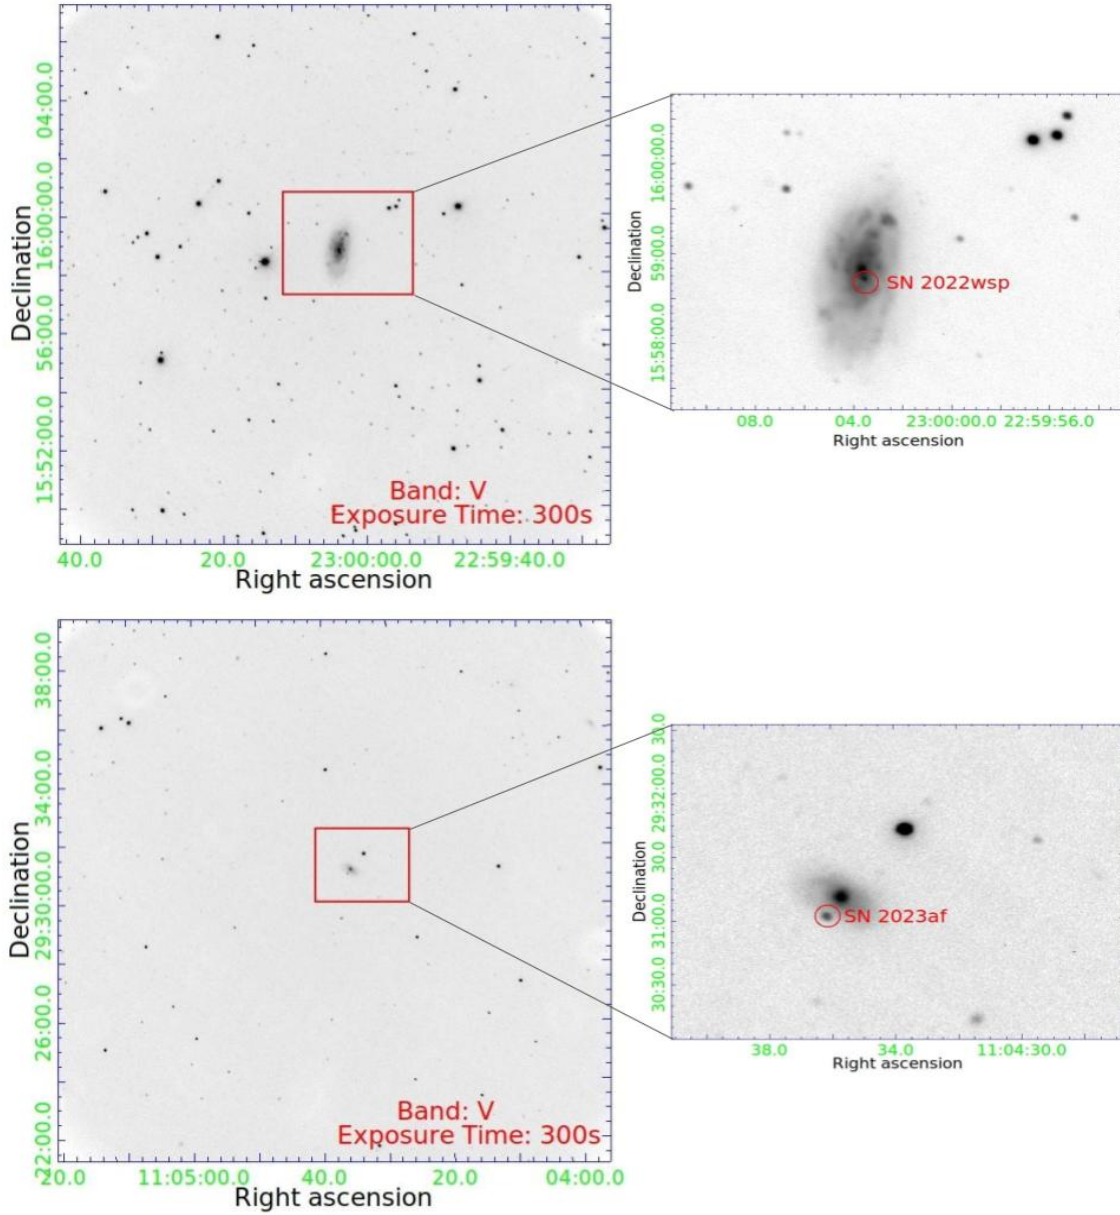 Declination
04:00.0
16:00:00.0
56:00.0
15:52:00.0
Band: V
Exposure Time: 300s
40.0
20.0
23:00:00.0
22:59:40.0
Right ascension
Declination
16:00:00.0
59:00.0
15:58:00.0
SN 2022wsp
08.0
04.0
23:00:00.0
22:59:56.0
Right ascension
Declination
38:00.0
34:00.0
29:30:00.0
26:00.0
22:00.0
Band: V
Exposure Time: 300s
20.0
11:05:00.0
40.0
20.0
04:00.0
Right ascension
Declination
30.0
29:32:00.0
30.0
31:00.0
30:30.0
SN 2023af
38.0
34.0
11:04:30.0
Right ascension